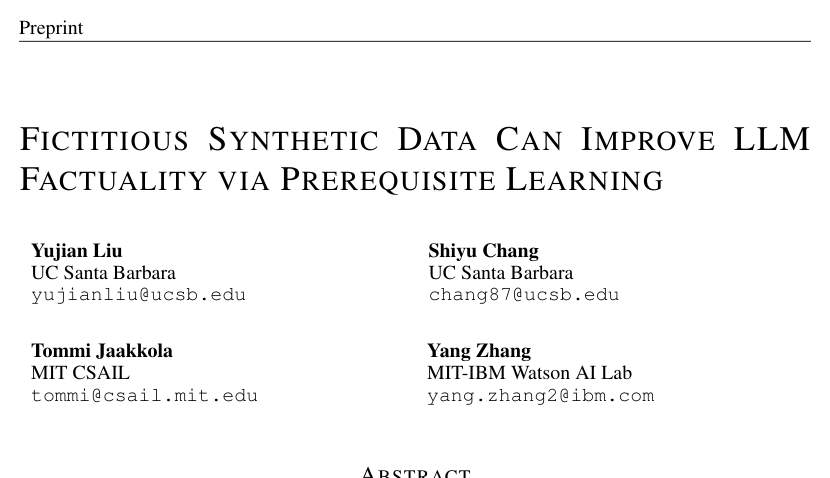 Preprint
FICTITIOUS SYNTHETIC DATA CAN IMPROVE LLM
FACTUALITY VIA PREREQUISITE LEARNING
Yujian Liu
UC Santa Barbara
yujianliu@ucsb.edu
Shiyu Chang
UC Santa Barbara
chang87@ucsb.edu
Tommi Jaakkola
MIT CSAIL
tommi@csail.mit.edu
Yang Zhang
MIT-IBM Watson AI Lab
yang.zhang2@ibm.com
ABSTRACT